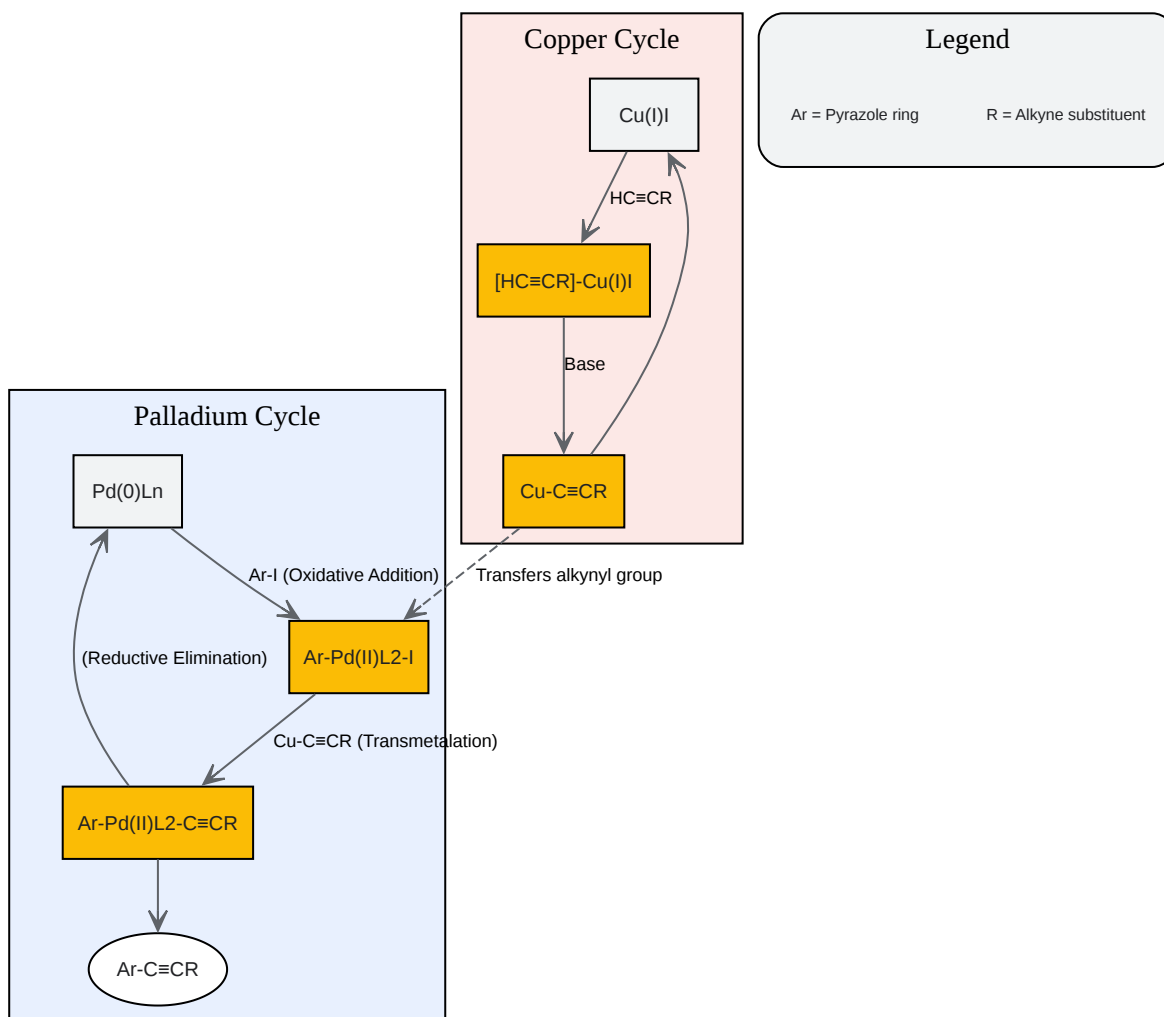 Copper Cycle
Legend
Cu(I)I
Ar = Pyrazole ring
R = Alkyne substituent
HC≡CR
[HC≡CR]-Cu(I)I
Base
Palladium Cycle
Pd(0)Ln
Cu-C≡CR
Ar-I (Oxidative Addition)
Transfers alkynyl group
(Reductive Elimination)
Ar-Pd(II)L2-I
Cu-C≡CR (Transmetalation)
Ar-Pd(II)L2-C≡CR
Ar-C≡CR